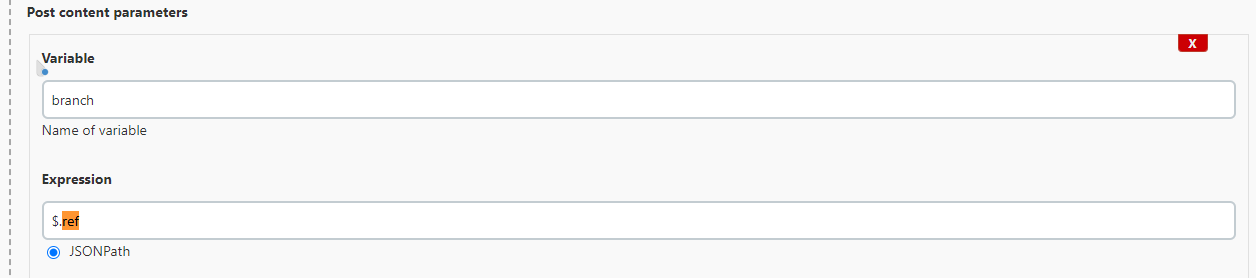 Post content parameters
X
Variable
branch
Name of variable
Expression
$.ref
JSONPath